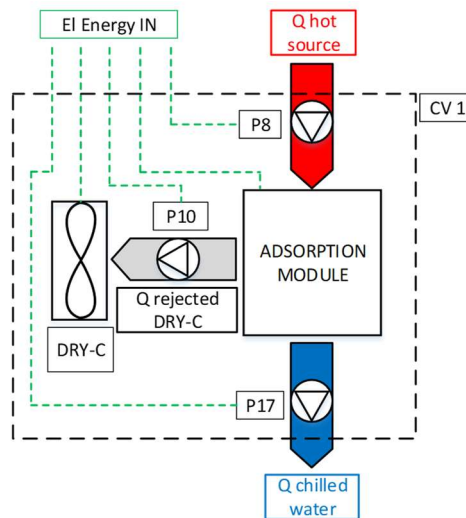 El Energy IN
Q hot
source
CV 1
P8
P10
ADSORPTION
MODULE
Q rejected
DRY-C
DRY-C
P17
Q chilled
water